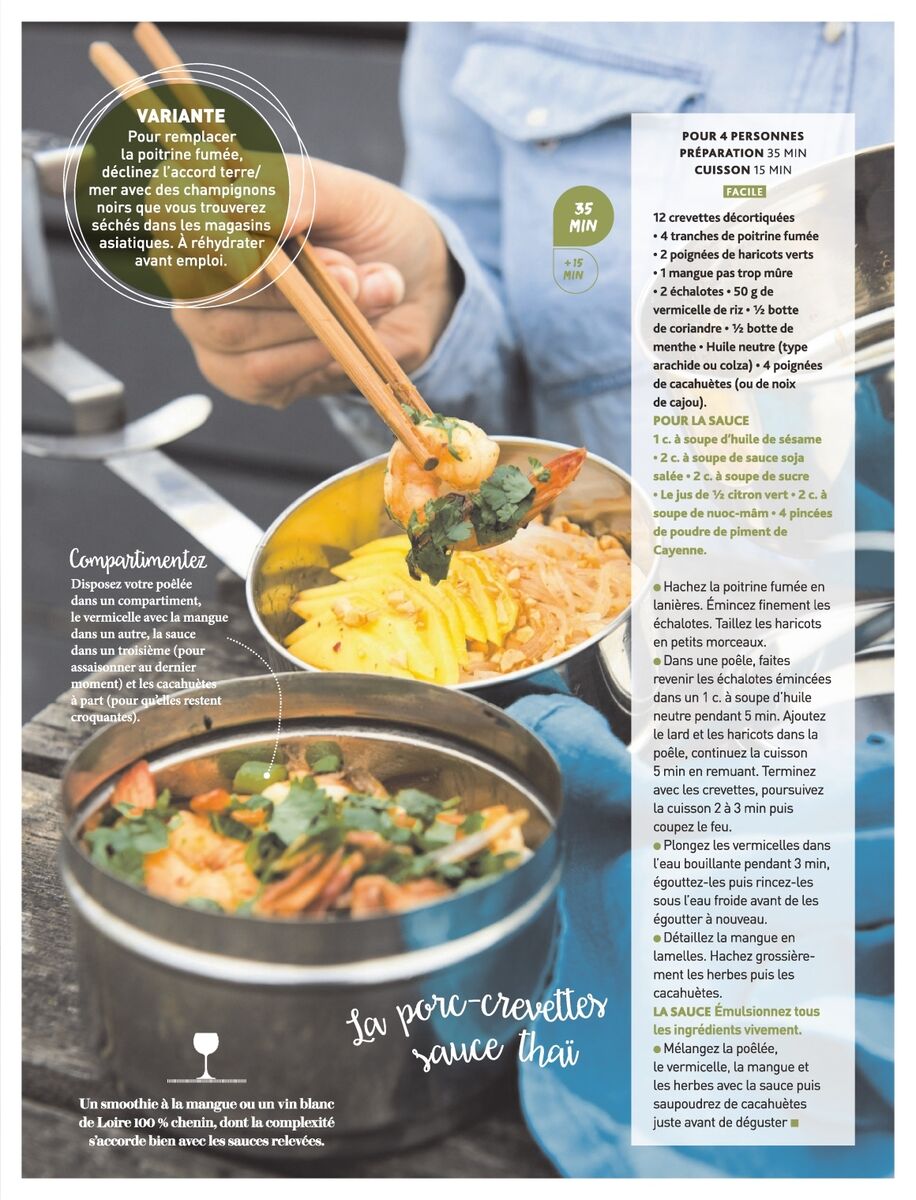 VARIANTE
Pour remplacer
la poitrine fumée,
déclinez l'accord terre/
mer avec des champignons
noirs que vous trouverez
séchés dans les magasins
asiatiques. À réhydrater
avant emploi.
35
MIN
+15
MIN
POUR 4 PERSONNES
PRÉPARATION 35 MIN
CUISSON 15 MIN
FACILE
12 crevettes décortiquées
• 4 tranches de poitrine fumée
• 2 poignées de haricots verts
• 1 mangue pas trop mûre
• 2 échalotes • 50 g de
vermicelle de riz • ½ botte
de coriandre • ½ botte de
menthe • Huile neutre (type
arachide ou colza) • 4 poignées
de cacahuètes (ou de noix
de cajou).
POUR LA SAUCE
1 c. à soupe d'huile de sésame
• 2 c. à soupe de sauce soja
salée • 2 c. à soupe de sucre
• Le jus de ½ citron vert • 2 c. à
soupe de nuoc-mâm • 4 pincées
de poudre de piment de
Cayenne.
● Hachez la poitrine fumée en
lanières. Émincez finement les
échalotes. Taillez les haricots
en petits morceaux.
● Dans une poêle, faites
revenir les échalotes émincées
dans un 1 c. à soupe d'huile
neutre pendant 5 min. Ajoutez
le lard et les haricots dans la
poêle, continuez la cuisson
5 min en remuant. Terminez
avec les crevettes, poursuivez
la cuisson 2 à 3 min puis
coupez le feu.
● Plongez les vermicelles dans
l'eau bouillante pendant 3 min,
égouttez-les puis rincez-les
sous l'eau froide avant de les
égoutter à nouveau.
● Détaillez la mangue en
lamelles. Hachez grossière-
ment les herbes puis les
cacahuètes.
LA SAUCE Émulsionnez tous
les ingrédients vivement.
● Mélangez la poêlée,
le vermicelle, la mangue et
les herbes avec la sauce puis
saupoudrez de cacahuètes
juste avant de déguster ■
Compartimentez
Disposez votre poêlée
dans un compartiment,
le vermicelle avec la mangue
dans un autre, la sauce
dans un troisième (pour
assaisonner au dernier
moment) et les cacahuètes
à part (pour qu'elles restent
croquantes).
La porc-crevettes
sauce thaï
Un smoothie à la mangue ou un vin blanc
de Loire 100 % chenin, dont la complexité
s'accorde bien avec les sauces relevées.